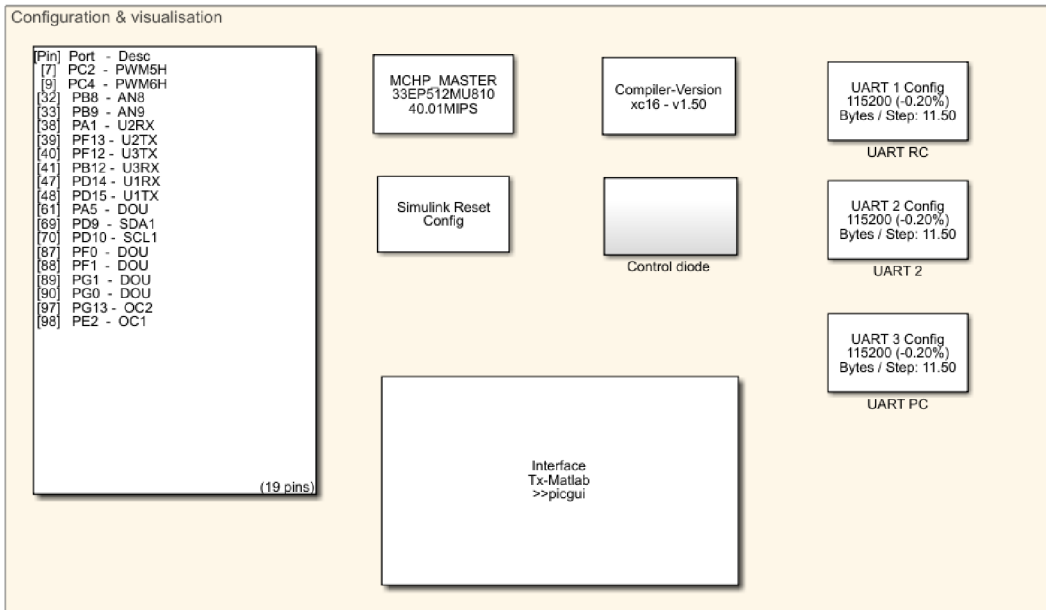 Configuration & visualisation
[Pin] Port - Desc
[7] PC2 - PWM5H
[9] PC4 - PWM6H
[32] PB8 - AN8
[33] PB9 - AN9
[38] PA1 - U2RX
[39] PF13 - U2TX
[40] PF12 - U3TX
[41] PB12 - U3RX
[47] PD14 - U1RX
[48] PD15 - U1TX
[61] PA5 - DOU
[69] PD9 - SDA1
[70] PD10 - SCL1
[87] PF0 - DOU
[88] PF1 - DOU
[89] PG1 - DOU
[90] PG0 - DOU
[97] PG13 - OC2
[98] PE2 - OC1
(19 pins)
MCHP_MASTER
33EP512MU810
40.01MIPS
Compiler-Version
xc16 - v1.50
Simulink Reset
Config
Control diode
UART 1 Config
115200 (-0.20%)
Bytes / Step: 11.50
UART RC
UART 2 Config
115200 (-0.20%)
Bytes / Step: 11.50
UART 2
UART 3 Config
115200 (-0.20%)
Bytes / Step: 11.50
UART PC
Interface
Tx-Matlab
>>picgui